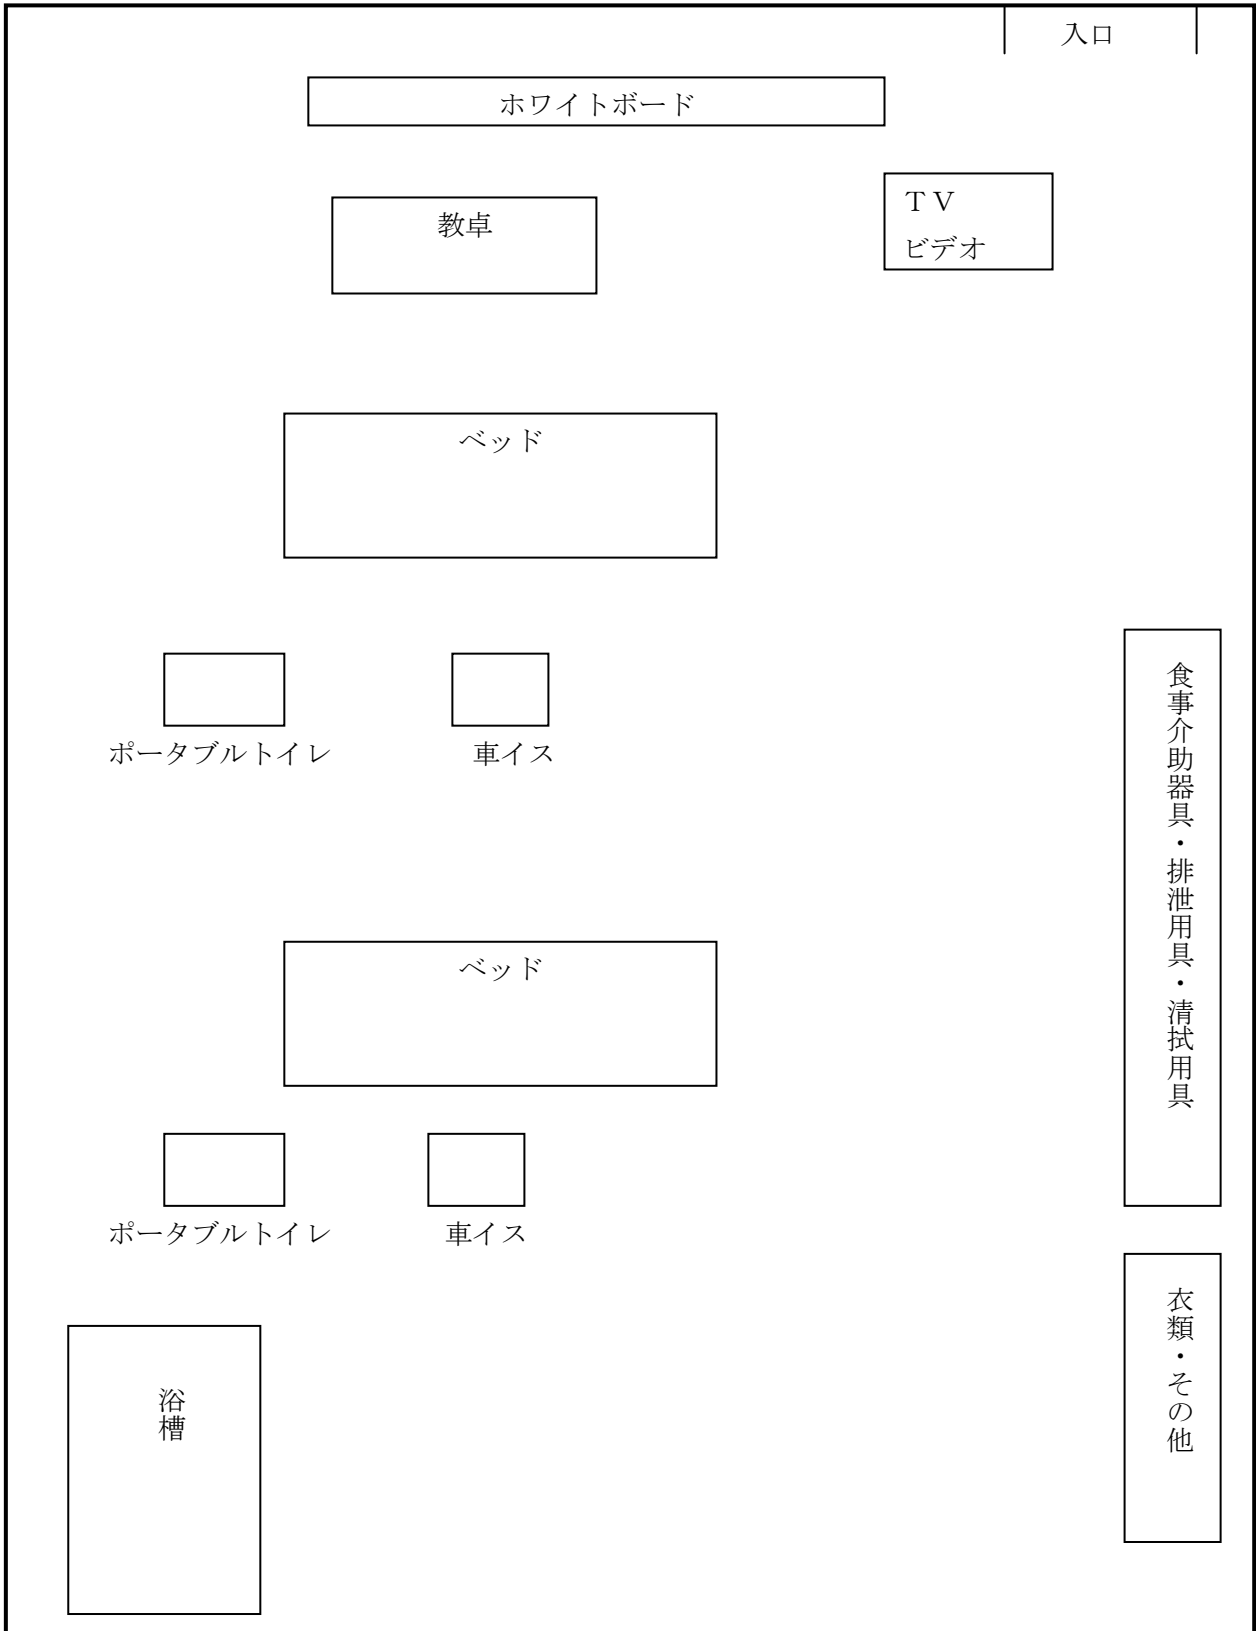 入口
ホワイトボード
教卓
ＴＶ
ビデオ
ベッド
ポータブルトイレ
車イス
食事介助器具・排泄用具・清拭用具
ベッド
ポータブルトイレ
車イス
衣類・その他
浴槽